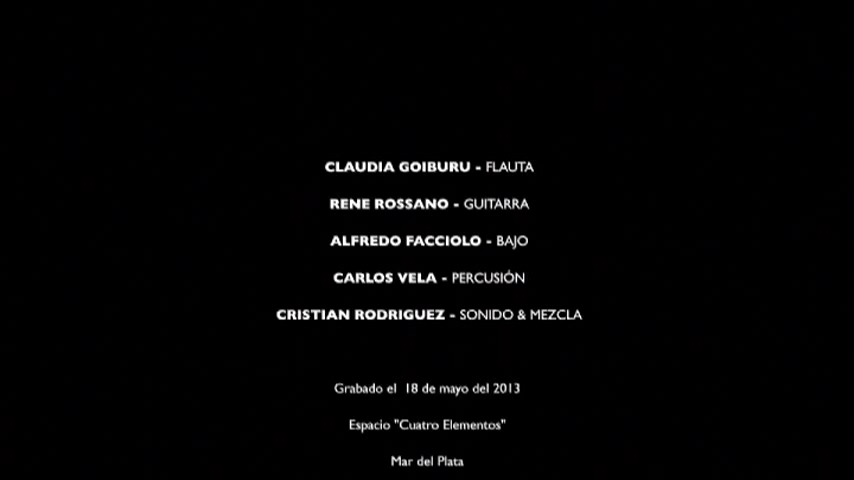 CLAUDIA GOIBURU - FLAUTA
RENE ROSSANO - GUITARRA
ALFREDO FACCIOLO - BAJO
CARLOS VELA - PERCUSIÓN
CRISTIAN RODRIGUEZ - SONIDO & MEZCLA
Grabado el 18 de mayo del 2013
Espacio "Cuatro Elementos"
Mar del Plata